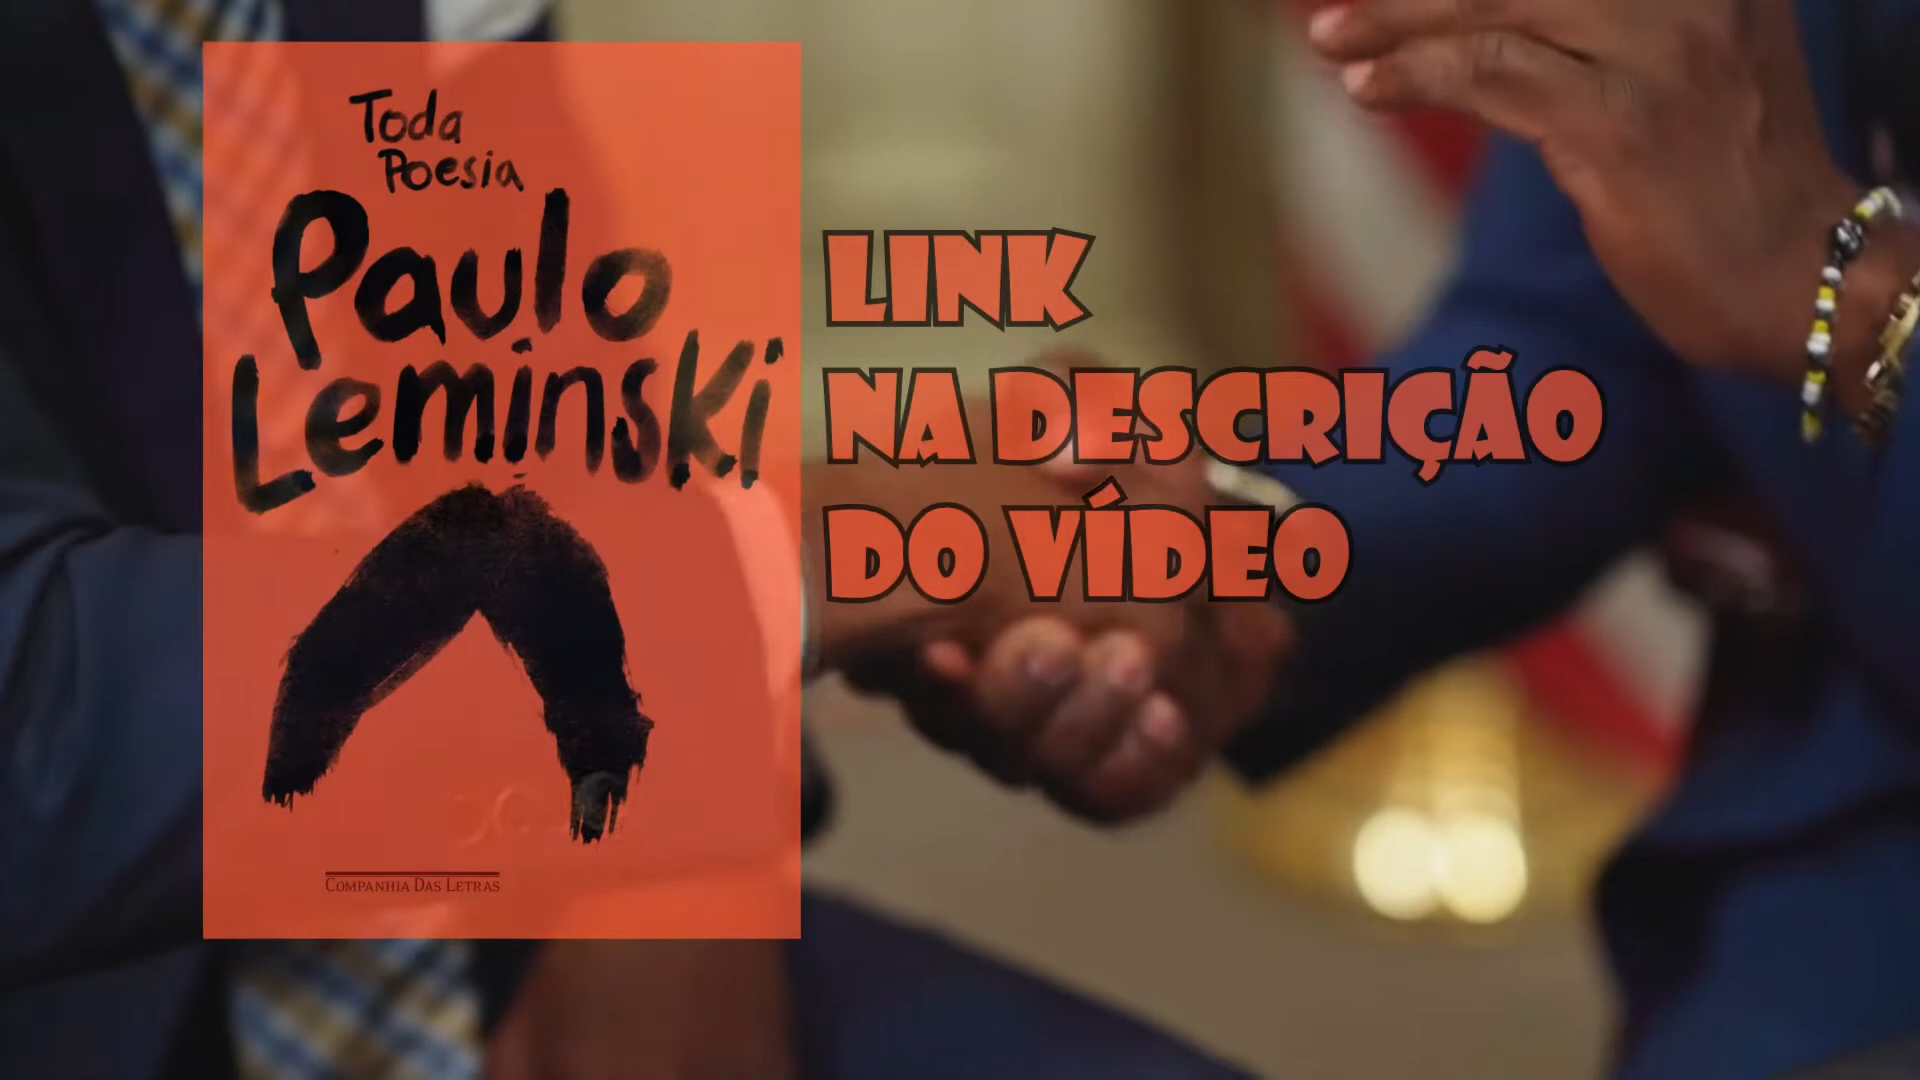 Toda
Poesia
Paulo
Leminski
COMPANHIA DAS LETRAS
LINK
NA DESCRIÇÃO
DO VÍDEO